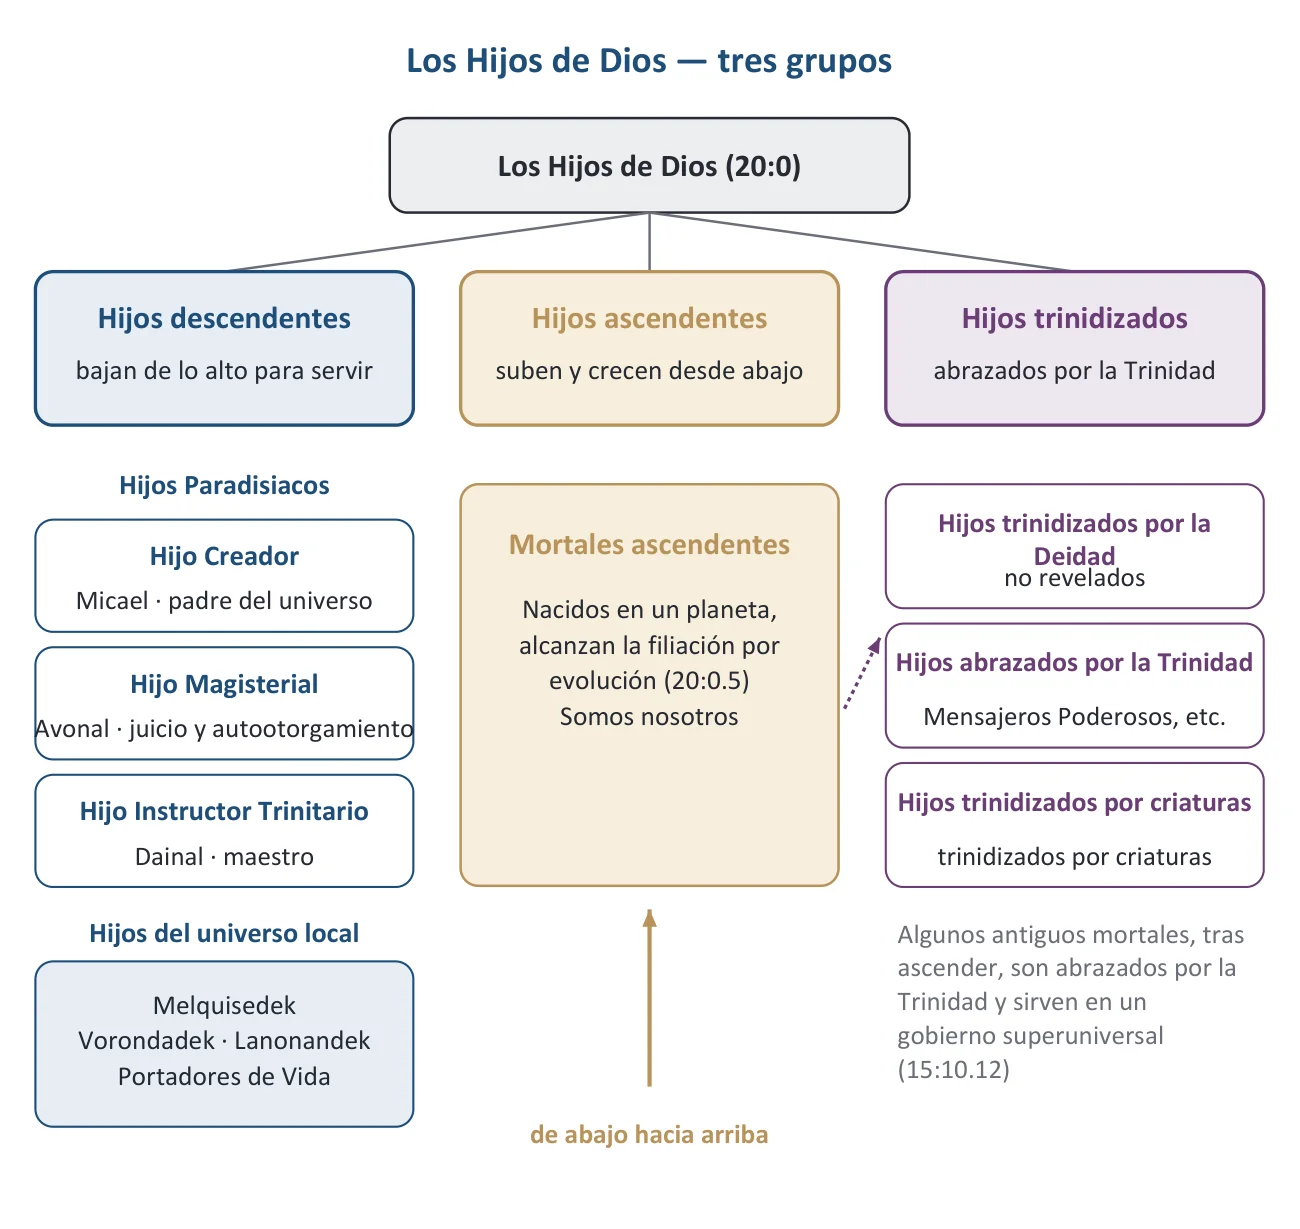 Los Hijos de Dios — tres grupos
Los Hijos de Dios (20:0)
Hijos descendentes
bajan de lo alto para servir
Hijos ascendentes
suben y crecen desde abajo
Hijos trinidizados
abrazados por la Trinidad
Hijos Paradisiacos
Hijo Creador
Micael · padre del universo
Hijo Magisterial
Avonal · juicio y autootorgamiento
Hijo Instructor Trinitario
Dainal · maestro
Hijos del universo local
Melquisedek
Vorondadek · Lanonandek
Portadores de Vida
Mortales ascendentes
Nacidos en un planeta,
alcanzan la filiación por
evolución (20:0.5)
Somos nosotros
de abajo hacia arriba
Hijos trinidizados por la
Deidad
no revelados
Hijos abrazados por la Trinidad
Mensajeros Poderosos, etc.
Hijos trinidizados por criaturas
trinidizados por criaturas
Algunos antiguos mortales, tras
ascender, son abrazados por la
Trinidad y sirven en un
gobierno superuniversal
(15:10.12)